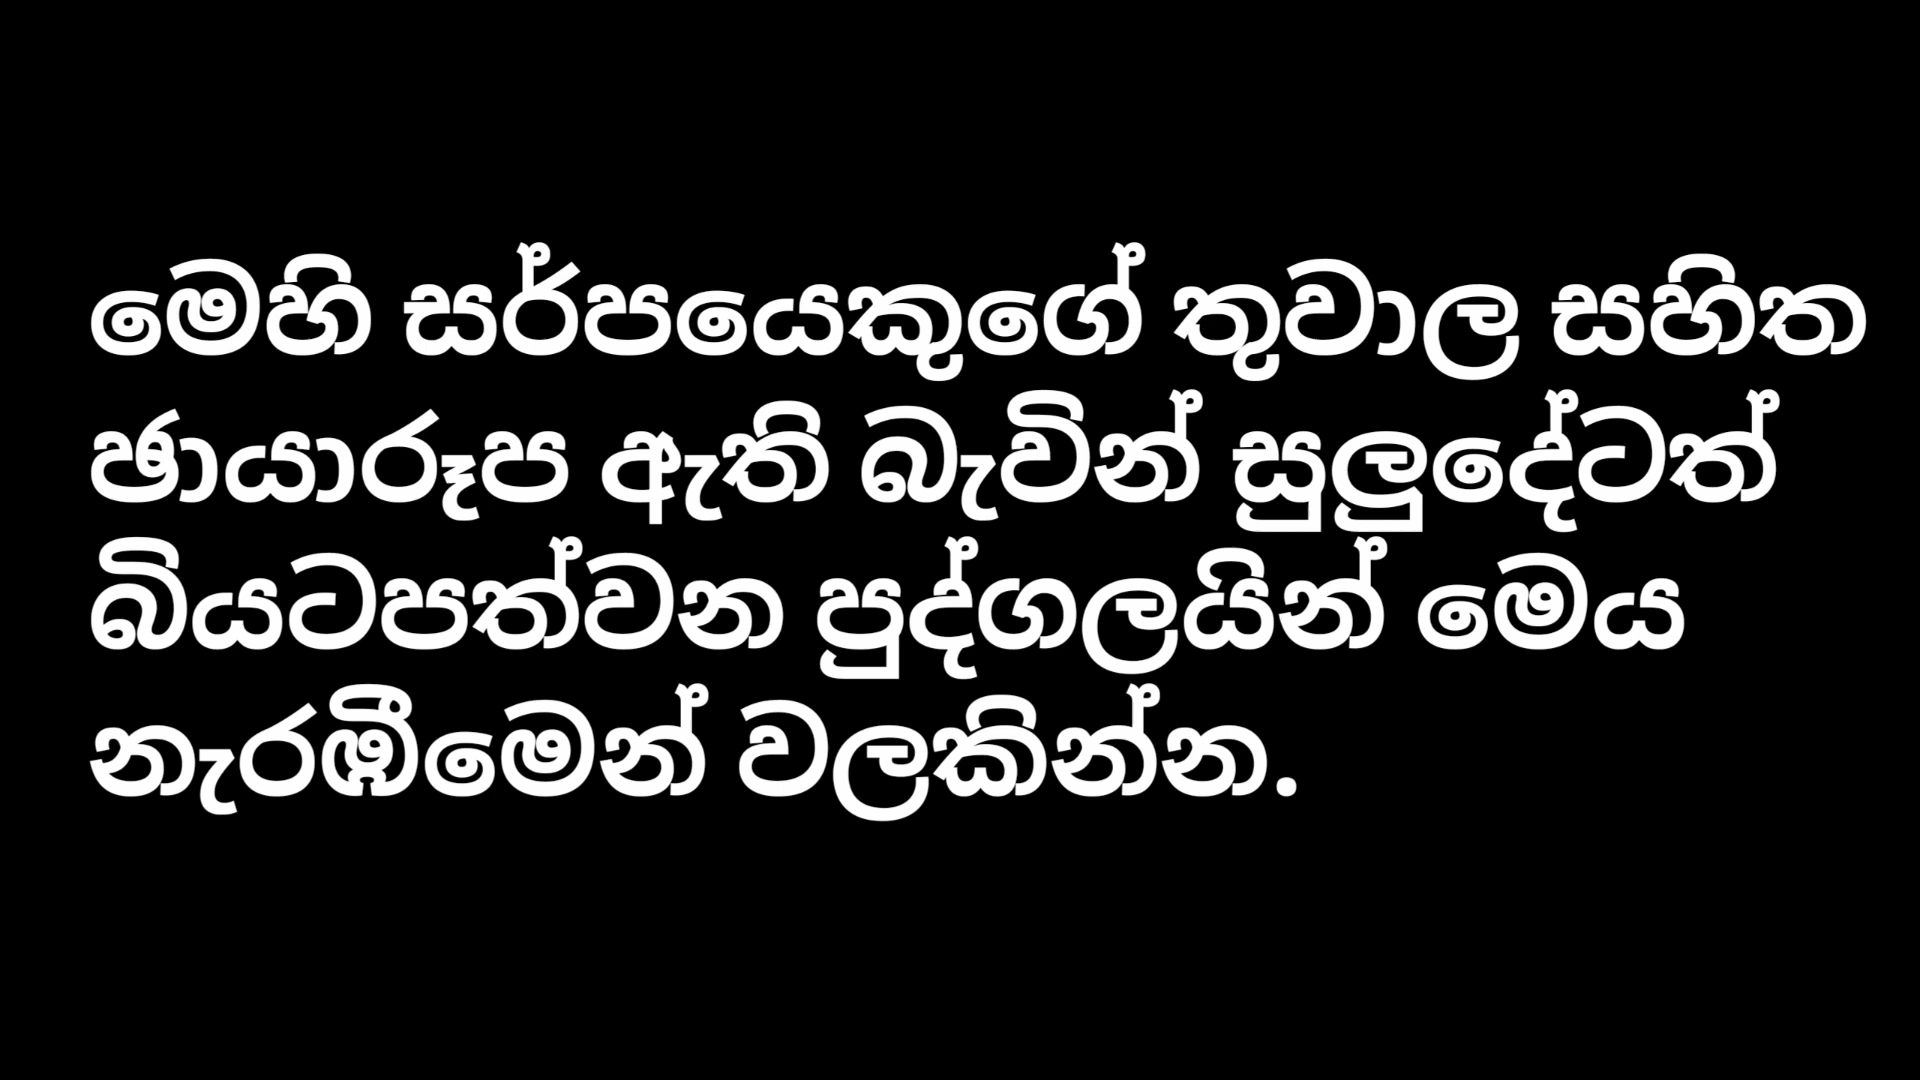 මෙහි සර්පයෙකුගේ තුවාල සහිත
ඡායාරූප ඇති බැවින් සුලුදේටත්
බියටපත්වන පුද්ගලයින් මෙය
නැරඹීමෙන් වලකින්න.